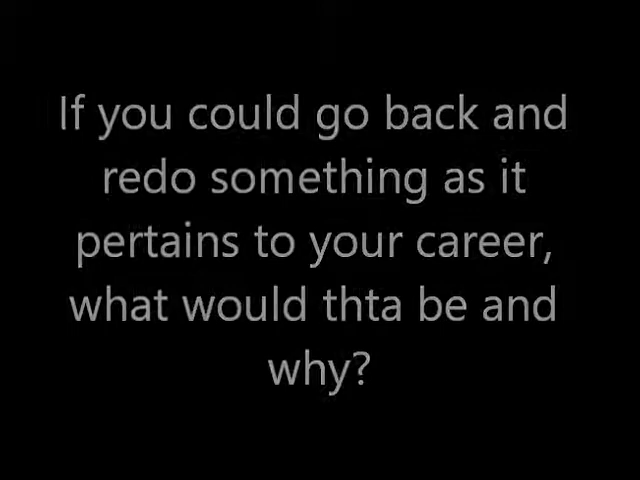 If you could go back and
redo something as it
pertains to your career,
what would thta be and
why?